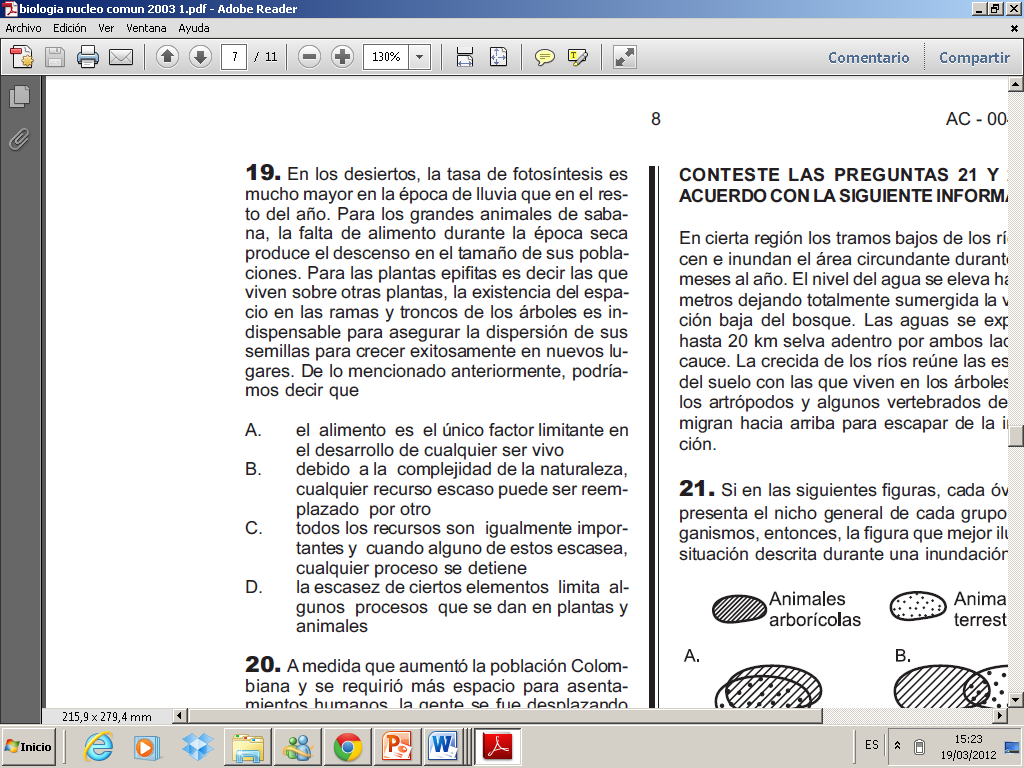 biologia nucleo comun 2003 1.pdf - Adobe Reader
Archivo Edición Ver Ventana Ayuda
7 / 11 130% Comentario Compartir
8 AC - 00
19. En los desiertos, la tasa de fotosíntesis es
mucho mayor en la época de lluvia que en el res-
to del año. Para los grandes animales de saba-
na, la falta de alimento durante la época seca
produce el descenso en el tamaño de sus pobla-
ciones. Para las plantas epifitas es decir las que
viven sobre otras plantas, la existencia del espa-
cio en las ramas y troncos de los árboles es in-
dispensable para asegurar la dispersión de sus
semillas para crecer exitosamente en nuevos lu-
gares. De lo mencionado anteriormente, podría-
mos decir que
A. el alimento es el único factor limitante en
el desarrollo de cualquier ser vivo
B. debido a la complejidad de la naturaleza,
cualquier recurso escaso puede ser reem-
plazado por otro
C. todos los recursos son igualmente impor-
tantes y cuando alguno de estos escasea,
cualquier proceso se detiene
D. la escasez de ciertos elementos limita al-
gunos procesos que se dan en plantas y
animales
20. A medida que aumentó la población Colom-
biana y se requirió más espacio para asenta-
mientos humanos, la gente se fue desplazando
CONTESTE LAS PREGUNTAS 21 Y
ACUERDO CON LA SIGUIENTE INFORMA
En cierta región los tramos bajos de los rí
cen e inundan el área circundante durant
meses al año. El nivel del agua se eleva ha
metros dejando totalmente sumergida la v
ción baja del bosque. Las aguas se exp
hasta 20 km selva adentro por ambos lad
cauce. La crecida de los ríos reúne las es
del suelo con las que viven en los árboles
los artrópodos y algunos vertebrados de
migran hacia arriba para escapar de la i
ción.
21. Si en las siguientes figuras, cada óv
presenta el nicho general de cada grupo
ganismos, entonces, la figura que mejor ilu
situación descrita durante una inundación
Animales
arborícolas
Anima
terrest
A. B.
215,9 x 279,4 mm
Inicio
ES
15:23
19/03/2012